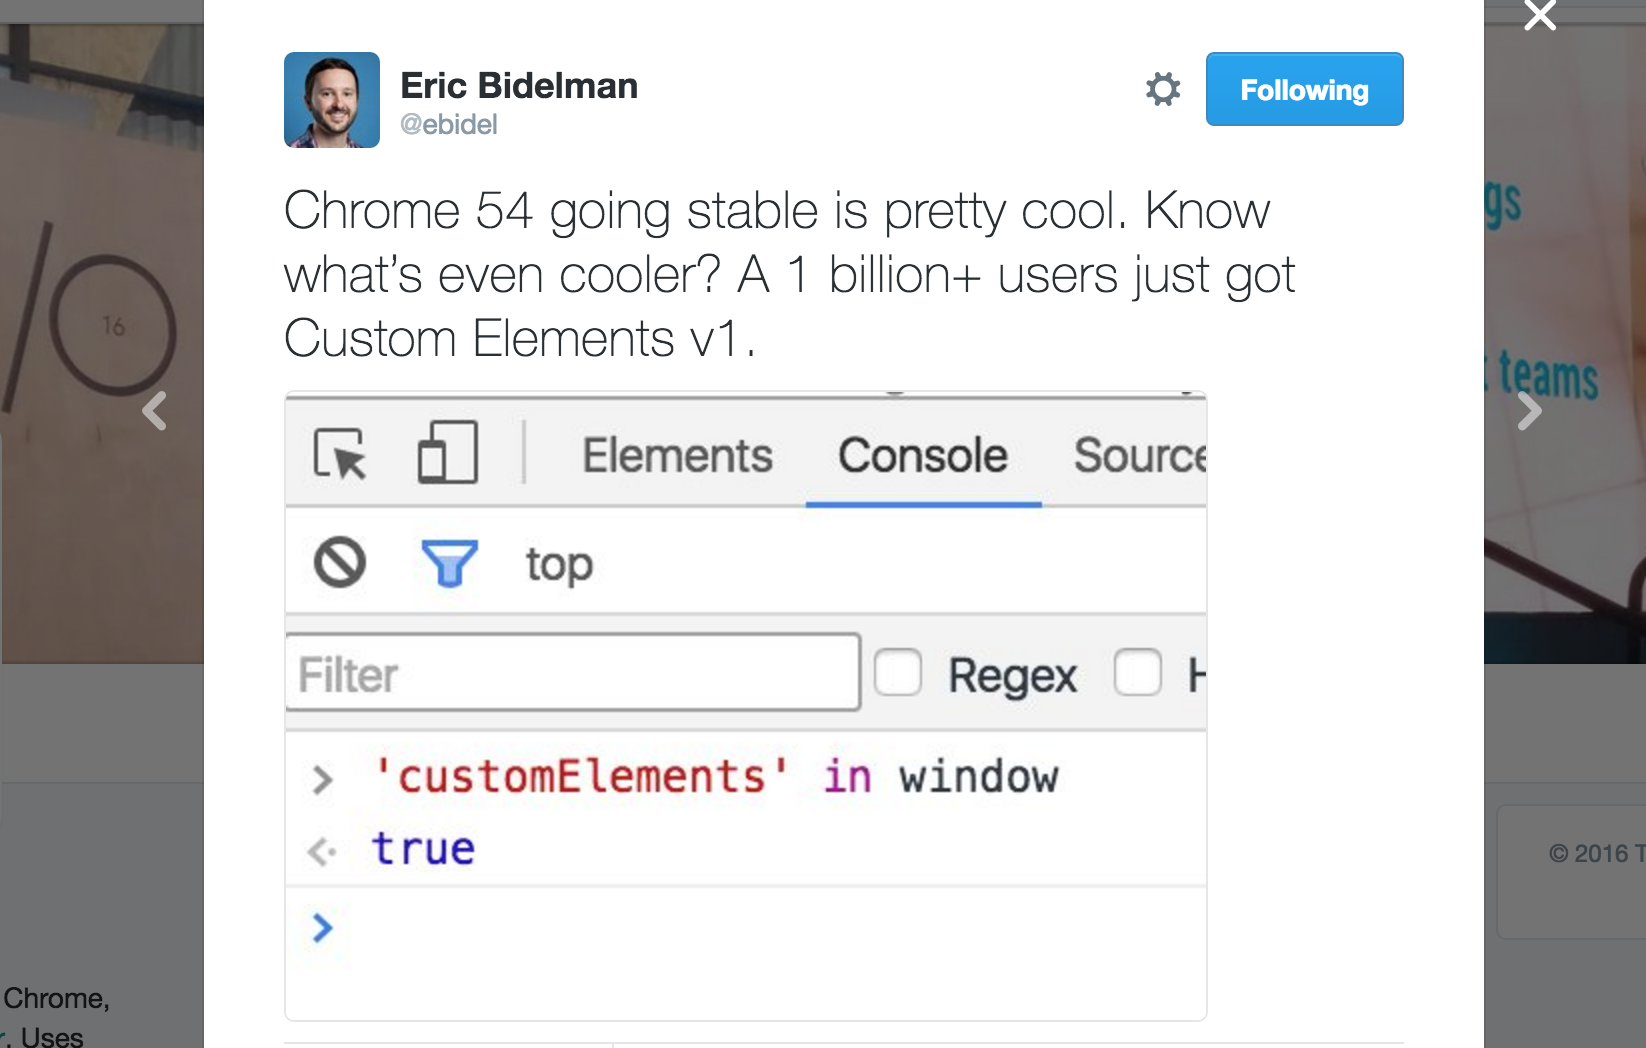 Eric Bidelman
@ebidel
Following
Chrome 54 going stable is pretty cool. Know
what's even cooler? A 1 billion+ users just got
Custom Elements v1.
Elements Console Source
top
Filter Regex H
> 'customElements' in window
true
>
16
gs
teams
© 2016 T
Chrome,
r. Uses